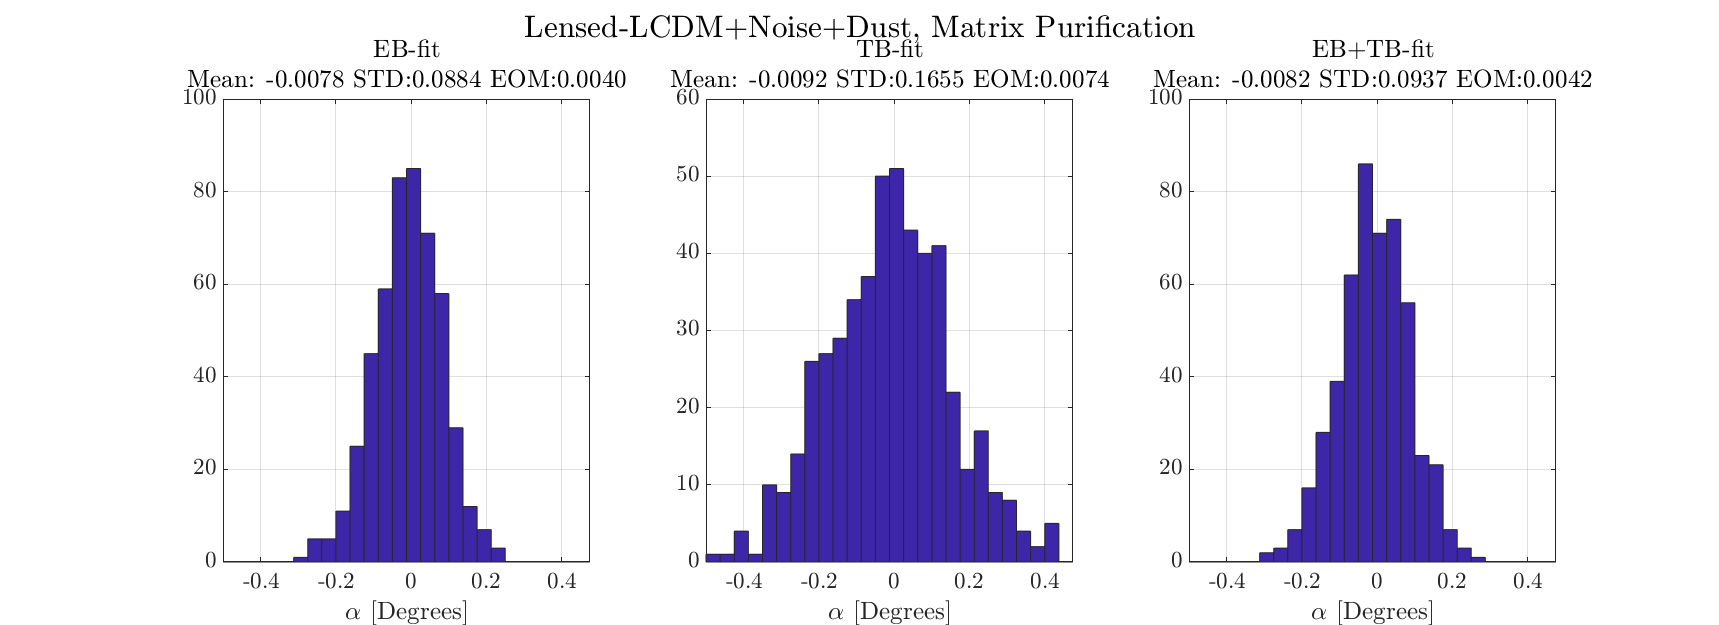 Lensed-LCDM+Noise+Dust, Matrix Purification
EB-fit
Mean: -0.0078 STD:0.0884 EOM:0.0040
100
80
60
40
20
0
-0.4 -0.2 0 0.2 0.4
α [Degrees]
TB-fit
Mean: -0.0092 STD:0.1655 EOM:0.0074
60
50
40
30
20
10
0
-0.4 -0.2 0 0.2 0.4
α [Degrees]
EB+TB-fit
Mean: -0.0082 STD:0.0937 EOM:0.0042
100
80
60
40
20
0
-0.4 -0.2 0 0.2 0.4
α [Degrees]